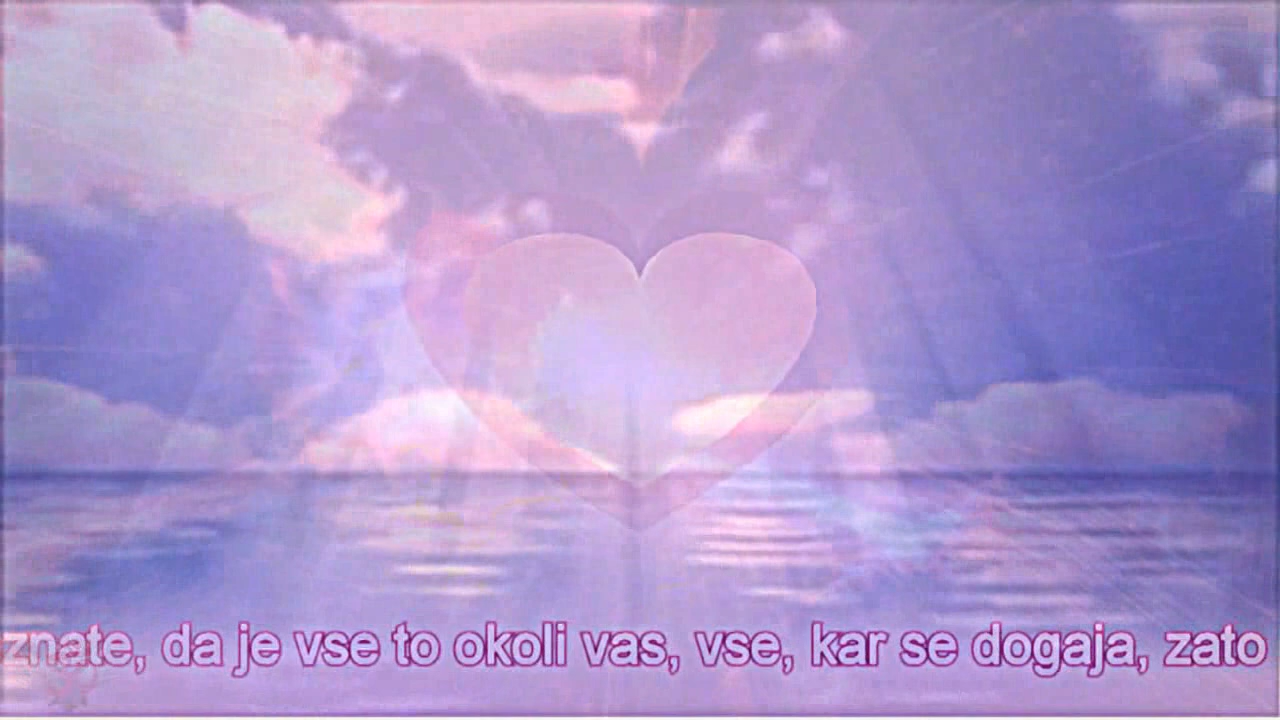 znate, da je vse to okoli vas, vse, kar se dogaja, zato